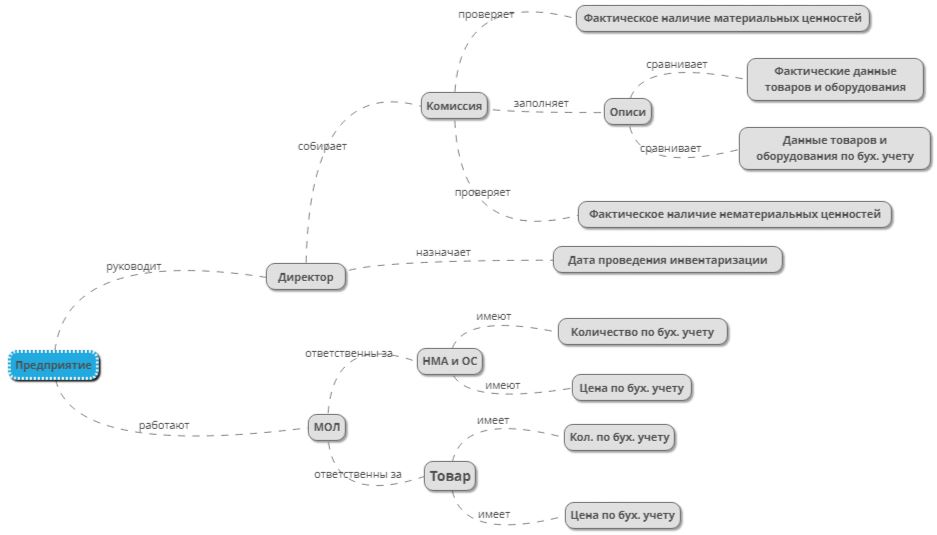 проверяет
Фактическое наличие материальных ценностей
сравнивает
Фактические данные
товаров и оборудования
Комиссия
заполняет
Описи
собирает
сравнивает
Данные товаров и
оборудования по бух. учету
проверяет
Фактическое наличие нематериальных ценностей
руководит
Директор
назначает
Дата проведения инвентаризации
Предприятие
имеют
Количество по бух. учету
ответственны за
НМА и ОС
имеют
Цена по бух. учету
работают
МОЛ
имеет
Кол. по бух. учету
ответственны за
Товар
имеет
Цена по бух. учету